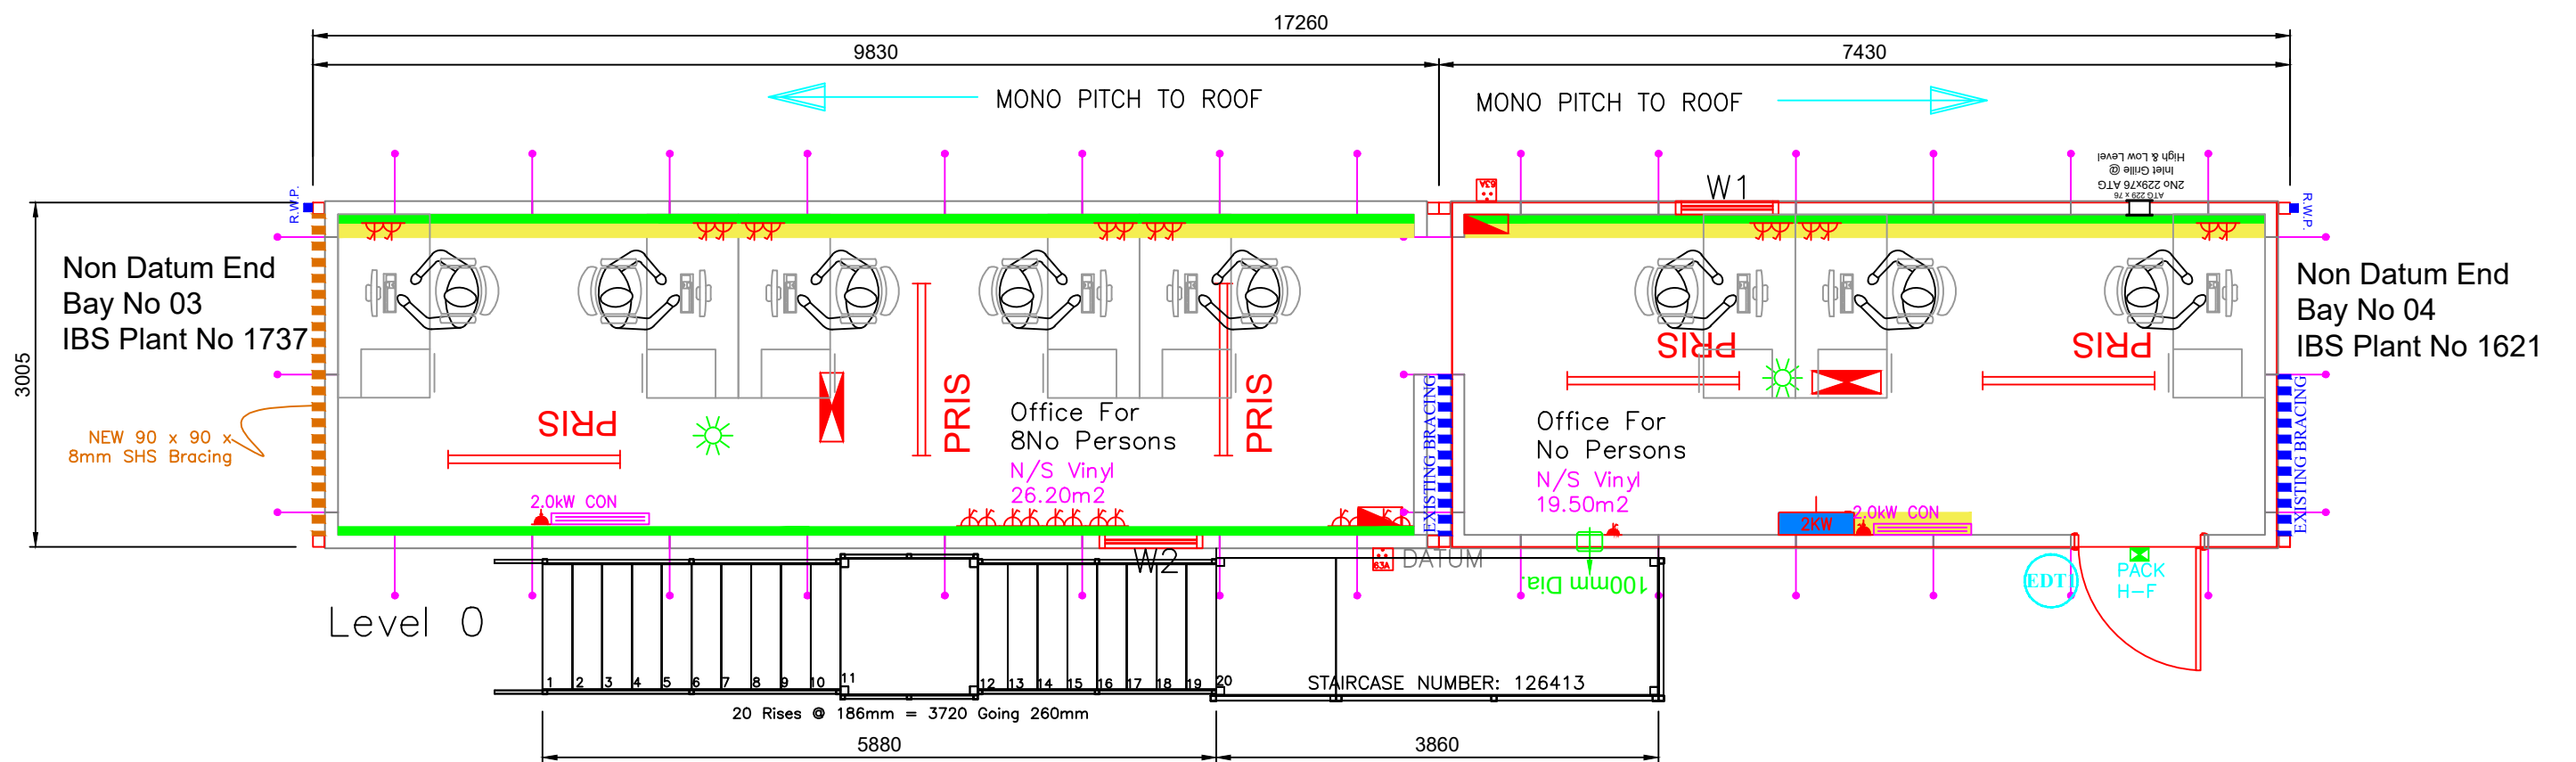 17260
9830
7430
MONO PITCH TO ROOF
MONO PITCH TO ROOF
R.W.P.
63A
W1
2No 229x76 ATG
Inlet Grille @
High & Low Level
ATG 229 x 76
R.W.P.
Non Datum End
Bay No 03
IBS Plant No 1737
3005
NEW 90 x 90 x
8mm SHS Bracing
PRIS
PRIS
PRIS
Office For
8No Persons
N/S Vinyl
26.20m2
2.0kW CON
EXISTING BRACING
PRIS
PRIS
Office For
No Persons
N/S Vinyl
19.50m2
2KW
2.0kW CON
EXISTING BRACING
Non Datum End
Bay No 04
IBS Plant No 1621
W2
63A
DATUM
100mm Dia.
EDT1
PACK
H-F
Level 0
1 2 3 4 5 6 7 8 9 10 11 12 13 14 15 16 17 18 19 20
STAIRCASE NUMBER: 126413
20 Rises @ 186mm = 3720 Going 260mm
5880
3860